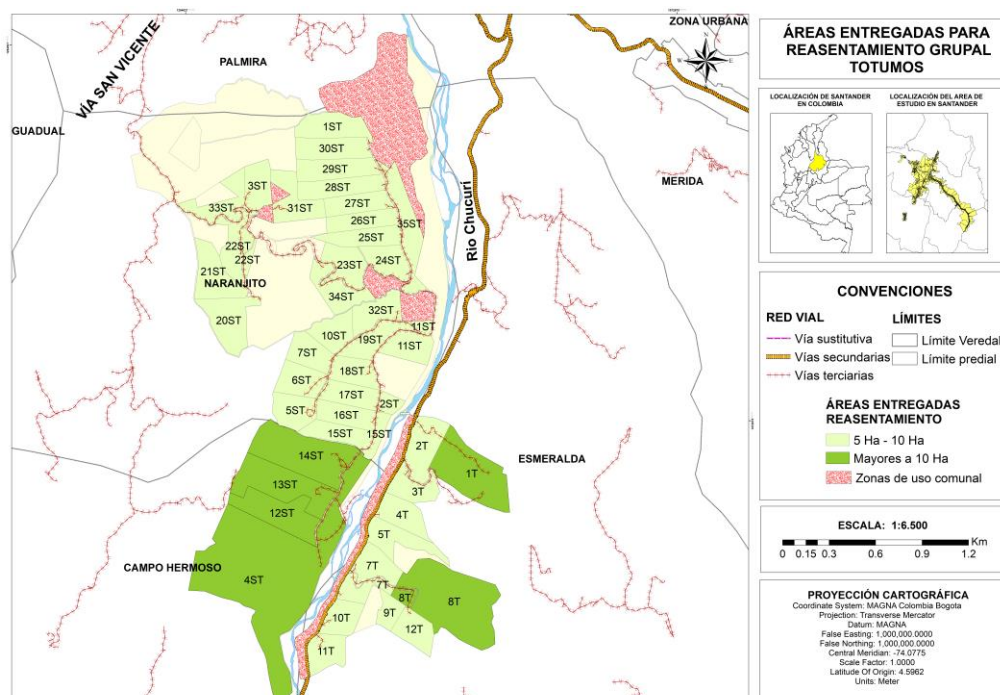 ZONA URBANA
VÍA SAN VICENTE
PALMIRA
GUADUAL
MERIDA
Río Chucurí
NARANJITO
ESMERALDA
CAMPO HERMOSO
1ST
30ST
29ST
28ST
3ST
27ST
33ST
31ST
26ST
35ST
25ST
22ST
22ST
24ST
23ST
21ST
34ST
20ST
32ST
11ST
10ST
19ST
11ST
7ST
18ST
6ST
17ST
2ST
5ST
16ST
15ST
15ST
14ST
13ST
12ST
4ST
2T
1T
3T
4T
5T
7T
7T
8T
8T
10T
9T
12T
11T
N
W
E
S
ÁREAS ENTREGADAS PARA
REASENTAMIENTO GRUPAL
TOTUMOS
LOCALIZACIÓN DE SANTANDER
EN COLOMBIA
LOCALIZACIÓN DEL AREA DE
ESTUDIO EN SANTANDER
CONVENCIONES
RED VIAL
Vía sustitutiva
Vías secundarias
Vías terciarias
LÍMITES
Límite Veredal
Límite predial
ÁREAS ENTREGADAS
REASENTAMIENTO
5 Ha - 10 Ha
Mayores a 10 Ha
Zonas de uso comunal
ESCALA: 1:6.500
Km
0 0.15 0.3 0.6 0.9 1.2
PROYECCIÓN CARTOGRÁFICA
Coordinate System: MAGNA Colombia Bogota
Projection: Transverse Mercator
Datum: MAGNA
False Easting: 1,000,000.0000
False Northing: 1,000,000.0000
Central Meridian: -74.0775
Scale Factor: 1.0000
Latitude Of Origin: 4.5962
Units: Meter